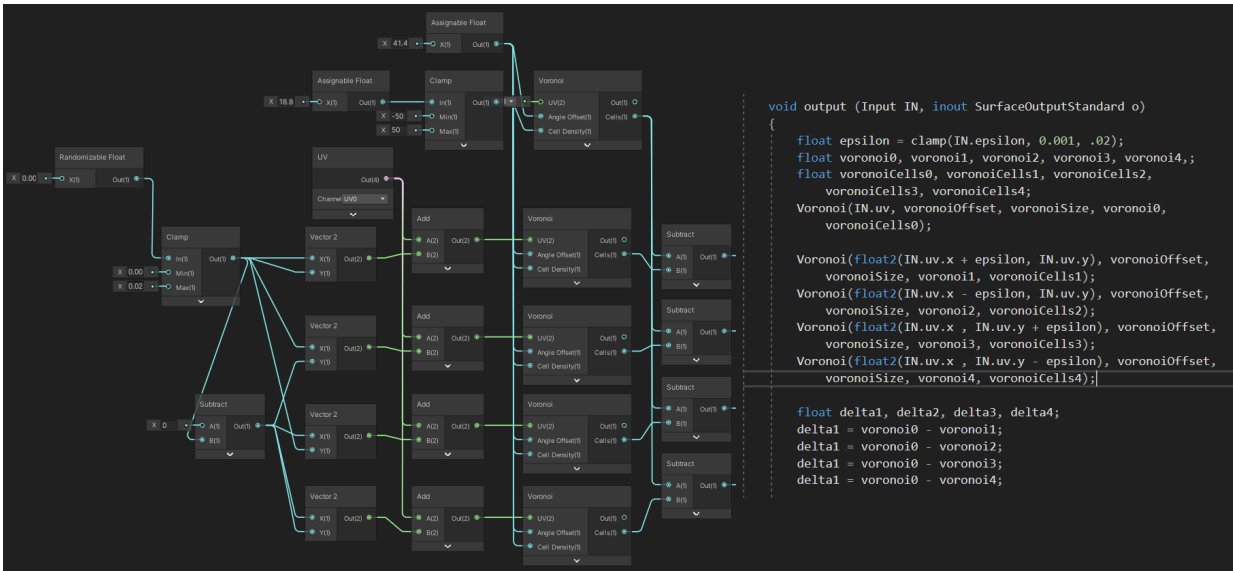 Assignable Float
X 41.4 X(1) Out(1)
Assignable Float
X 18.8 X(1) Out(1)
Clamp
In(1) Out(1)
X -50 Min(1)
X 50 Max(1)
Voronoi
UV(2) Out(1)
Angle Offset(1) Cells(1)
Cell Density(1)
Randomizable Float
X 0.00 X(1) Out(1)
UV
Out(4)
Channel UV0
Clamp
In(1) Out(1)
X 0.00 Min(1)
X 0.02 Max(1)
Vector 2
X(1) Out(2)
Y(1)
Add
A(2) Out(2)
B(2)
Voronoi
UV(2) Out(1)
Angle Offset(1) Cells(1)
Cell Density(1)
Subtract
A(1) Out(1)
B(1)
Vector 2
X(1) Out(2)
Y(1)
Add
A(2) Out(2)
B(2)
Voronoi
UV(2) Out(1)
Angle Offset(1) Cells(1)
Cell Density(1)
Subtract
A(1) Out(1)
B(1)
Subtract
X 0 A(1) Out(1)
B(1)
Vector 2
X(1) Out(2)
Y(1)
Add
A(2) Out(2)
B(2)
Voronoi
UV(2) Out(1)
Angle Offset(1) Cells(1)
Cell Density(1)
Subtract
A(1) Out(1)
B(1)
Vector 2
X(1) Out(2)
Y(1)
Add
A(2) Out(2)
B(2)
Voronoi
UV(2) Out(1)
Angle Offset(1) Cells(1)
Cell Density(1)
Subtract
A(1) Out(1)
B(1)
void output (Input IN, inout SurfaceOutputStandard o)
{
float epsilon = clamp(IN.epsilon, 0.001, .02);
float voronoi0, voronoi1, voronoi2, voronoi3, voronoi4,;
float voronoiCells0, voronoiCells1, voronoiCells2,
voronoiCells3, voronoiCells4;
Voronoi(IN.uv, voronoiOffset, voronoiSize, voronoi0,
voronoiCells0);
Voronoi(float2(IN.uv.x + epsilon, IN.uv.y), voronoiOffset,
voronoiSize, voronoi1, voronoiCells1);
Voronoi(float2(IN.uv.x - epsilon, IN.uv.y), voronoiOffset,
voronoiSize, voronoi2, voronoiCells2);
Voronoi(float2(IN.uv.x , IN.uv.y + epsilon), voronoiOffset,
voronoiSize, voronoi3, voronoiCells3);
Voronoi(float2(IN.uv.x , IN.uv.y - epsilon), voronoiOffset,
voronoiSize, voronoi4, voronoiCells4);
float delta1, delta2, delta3, delta4;
delta1 = voronoi0 - voronoi1;
delta1 = voronoi0 - voronoi2;
delta1 = voronoi0 - voronoi3;
delta1 = voronoi0 - voronoi4;